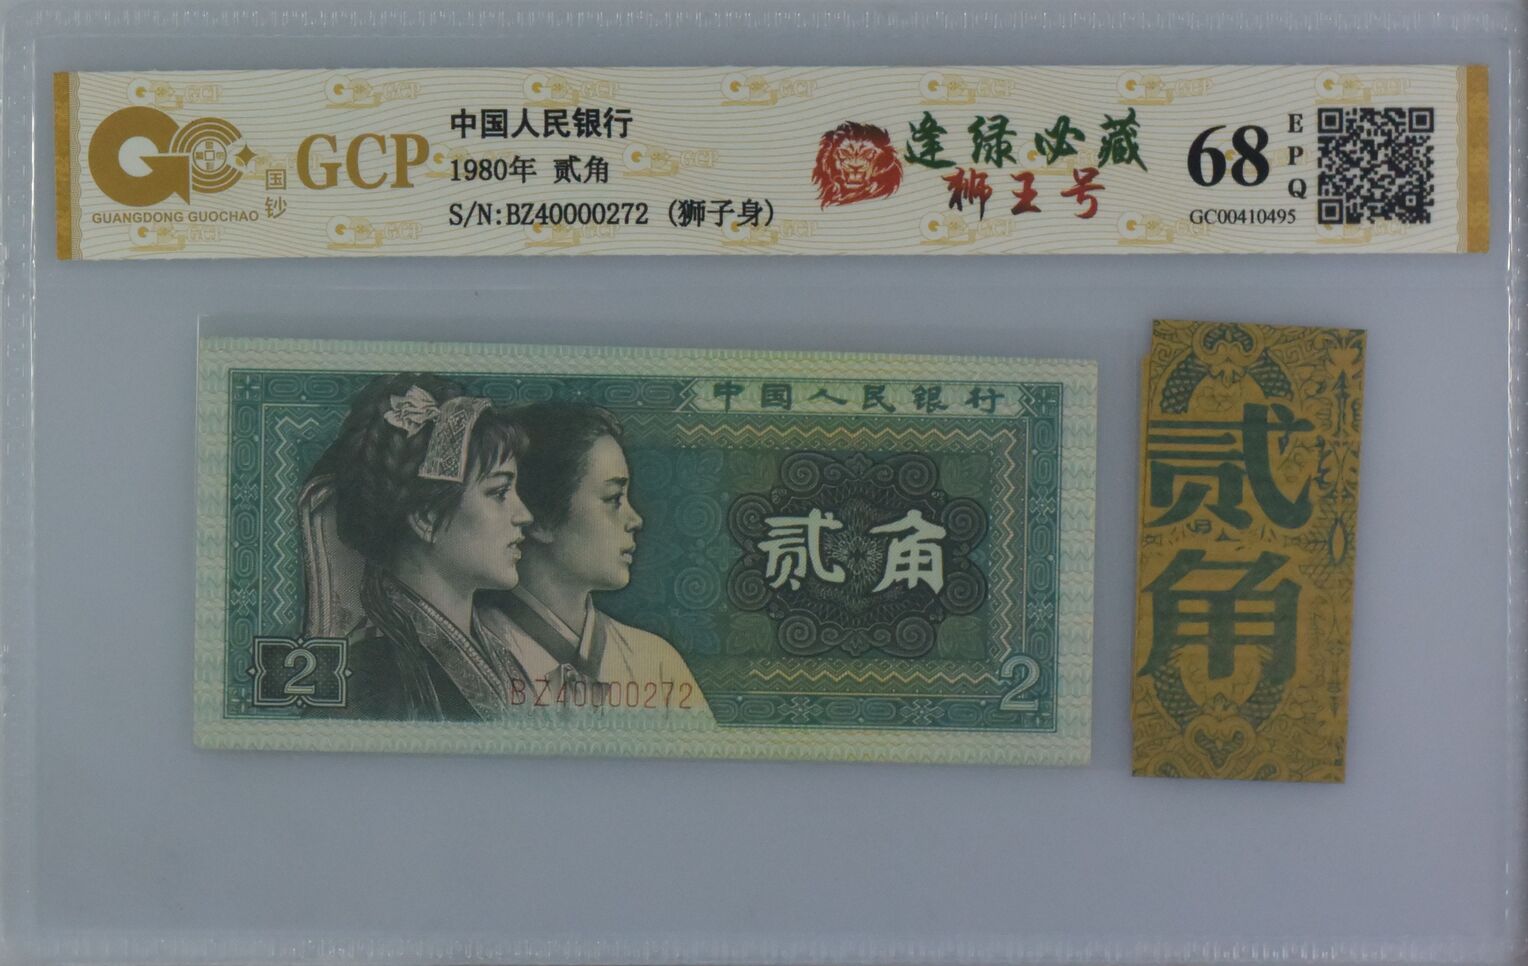 GCP
国钞
GUANGDONG GUOCHAO
中国人民银行
1980年 贰角
S/N:BZ40000272 (狮子身)
逢绿必藏
狮王号
68
EPQ
GC00410495
中国人民银行
贰角
2
BZ40000272
2
贰角